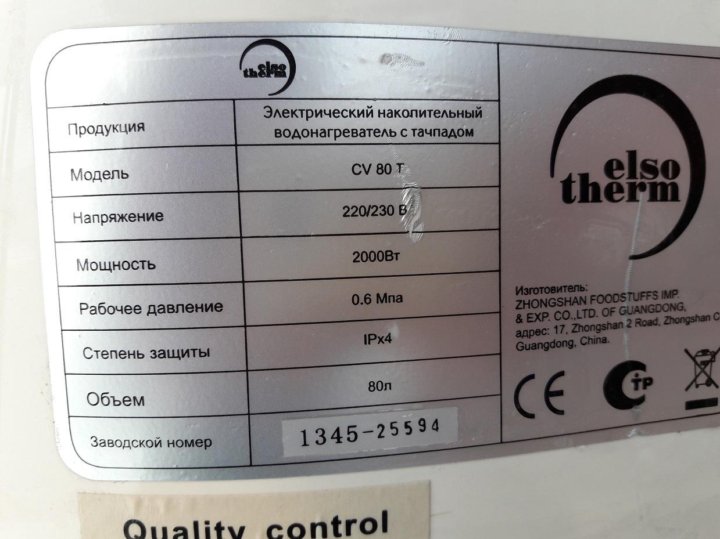 elso
therm
Продукция
Электрический накопительный
водонагреватель с тачпадом
Модель
CV 80 T
Напряжение
220/230 В
Мощность
2000Вт
Рабочее давление
0.6 Мпа
Степень защиты
IPx4
Объем
80л
Заводской номер
1345-25594
elso
therm
Изготовитель:
ZHONGSHAN FOODSTUFFS IMP.
& EXP. CO.,LTD. OF GUANGDONG,
адрес: 17, Zhongshan 2 Road, Zhongshan C
Guangdong, China.
CE
СТР
Quality control